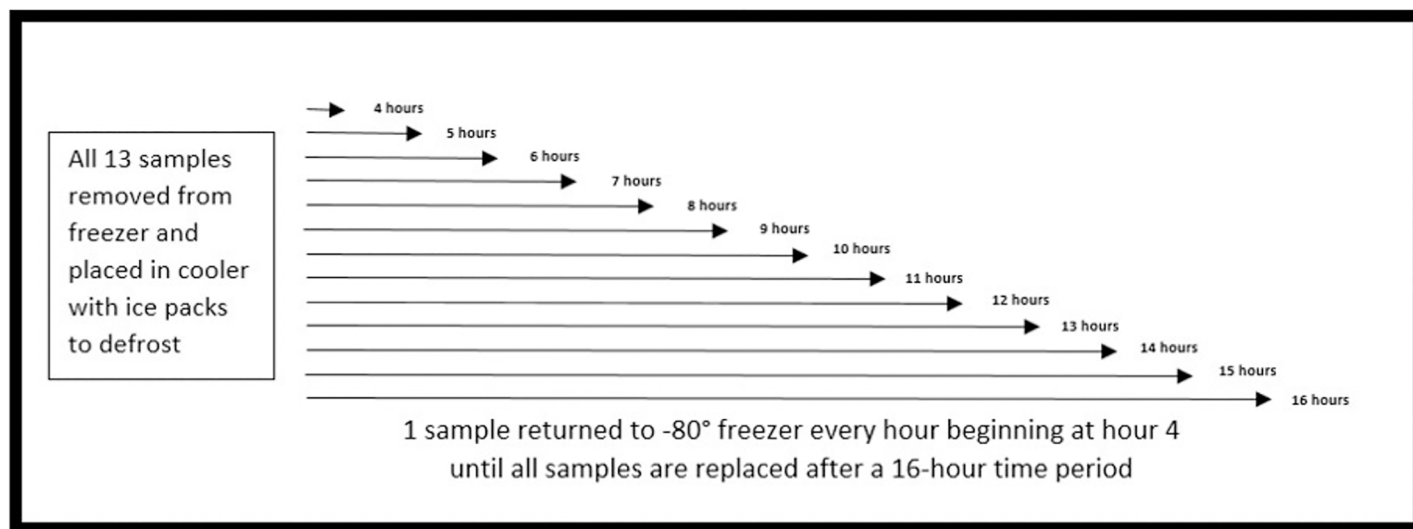 All 13 samples
removed from
freezer and
placed in cooler
with ice packs
to defrost
4 hours
5 hours
6 hours
7 hours
8 hours
9 hours
10 hours
11 hours
12 hours
13 hours
14 hours
15 hours
16 hours
1 sample returned to -80° freezer every hour beginning at hour 4
until all samples are replaced after a 16-hour time period